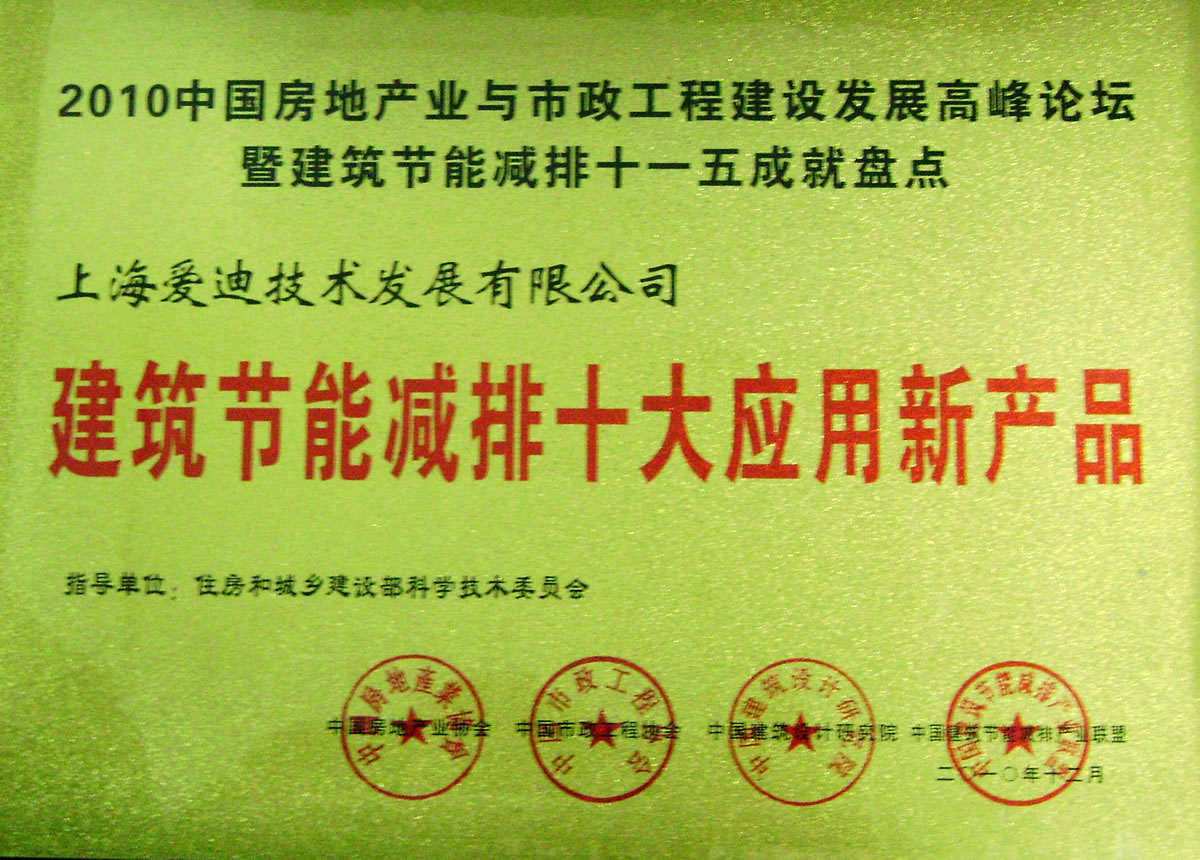 2010中国房地产业与市政工程建设发展高峰论坛
暨建筑节能减排十一五成就盘点
上海爱迪技术发展有限公司
建筑节能减排十大应用新产品
指导单位：住房和城乡建设部科学技术委员会
中国房地产业协会 中国市政工程协会 中国建筑设计研究院 中国建筑节能减排产业联盟
二〇一〇年十二月